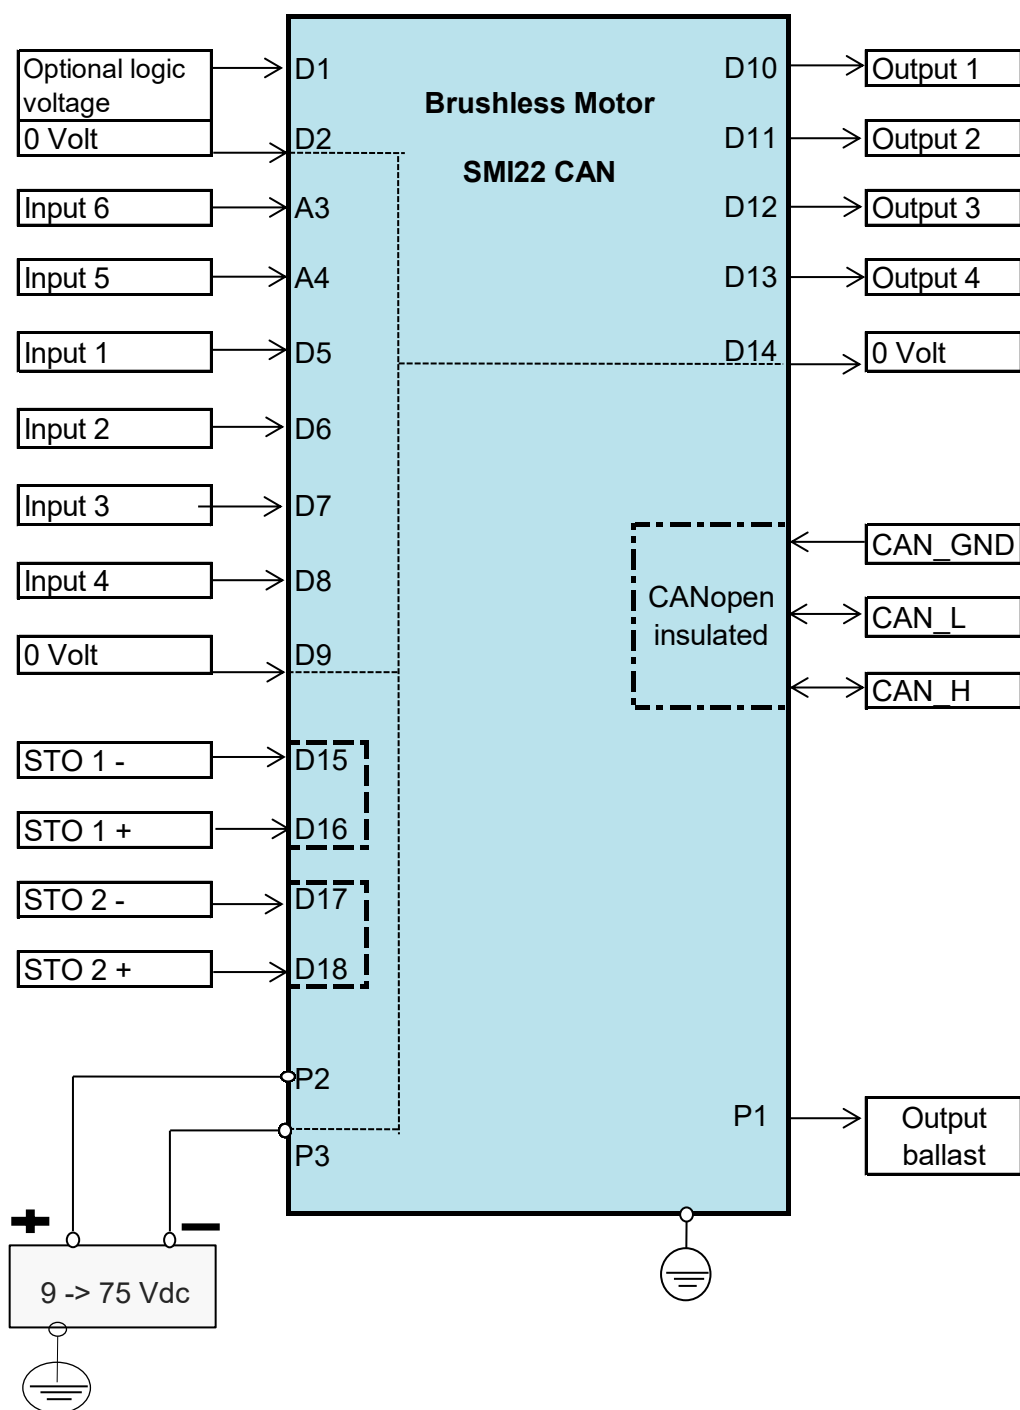 Optional logic
voltage
0 Volt
Input 6
Input 5
Input 1
Input 2
Input 3
Input 4
0 Volt
STO 1 -
STO 1 +
STO 2 -
STO 2 +
D1
D2
A3
A4
D5
D6
D7
D8
D9
D15
D16
D17
D18
P2
P3
Brushless Motor
SMI22 CAN
D10
D11
D12
D13
D14
CANopen
insulated
P1
Output 1
Output 2
Output 3
Output 4
0 Volt
CAN_GND
CAN_L
CAN_H
Output
ballast
+ -
9 -> 75 Vdc